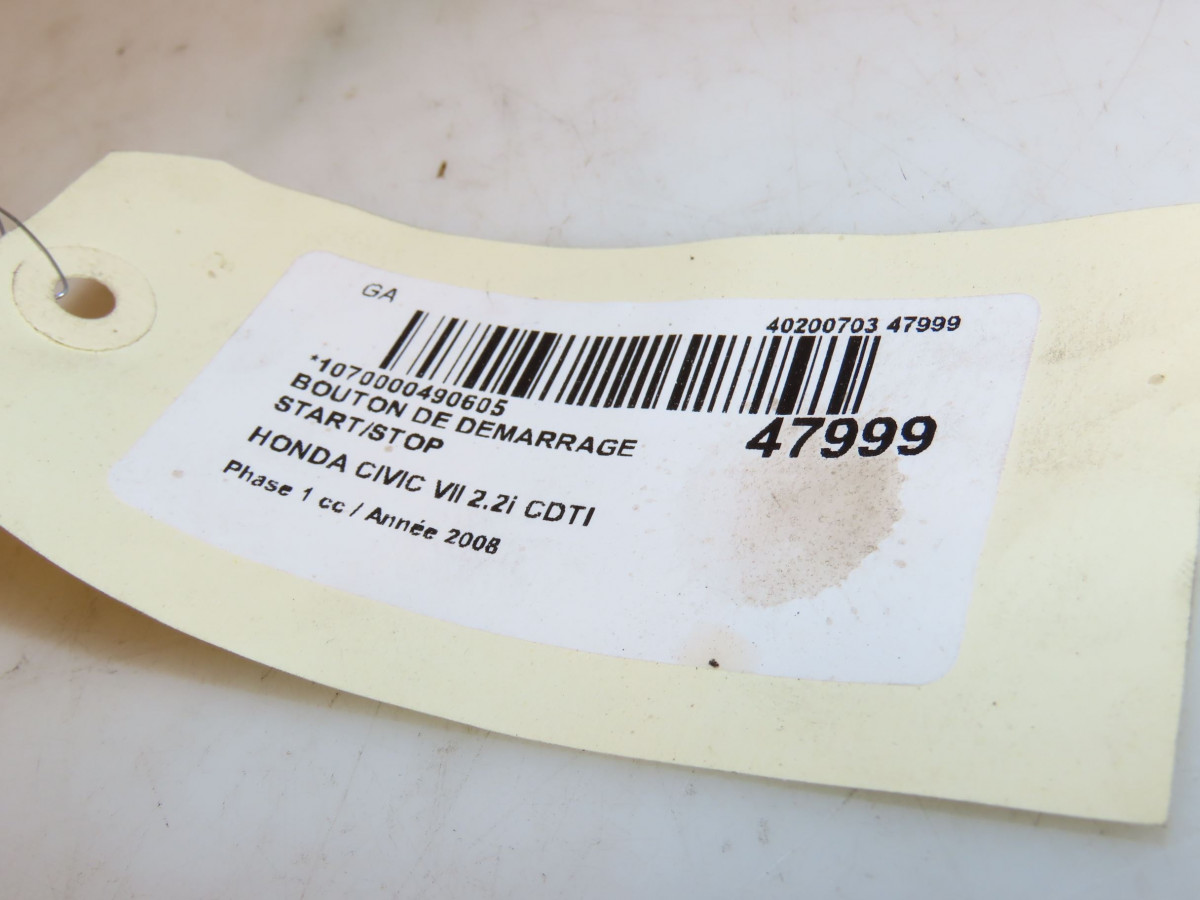 GA
40200703 47999
*1070000490605
47999
BOUTON DE DEMARRAGE
START/STOP
HONDA CIVIC VII 2.2i CDTI
Phase 1 cc / Année 2008